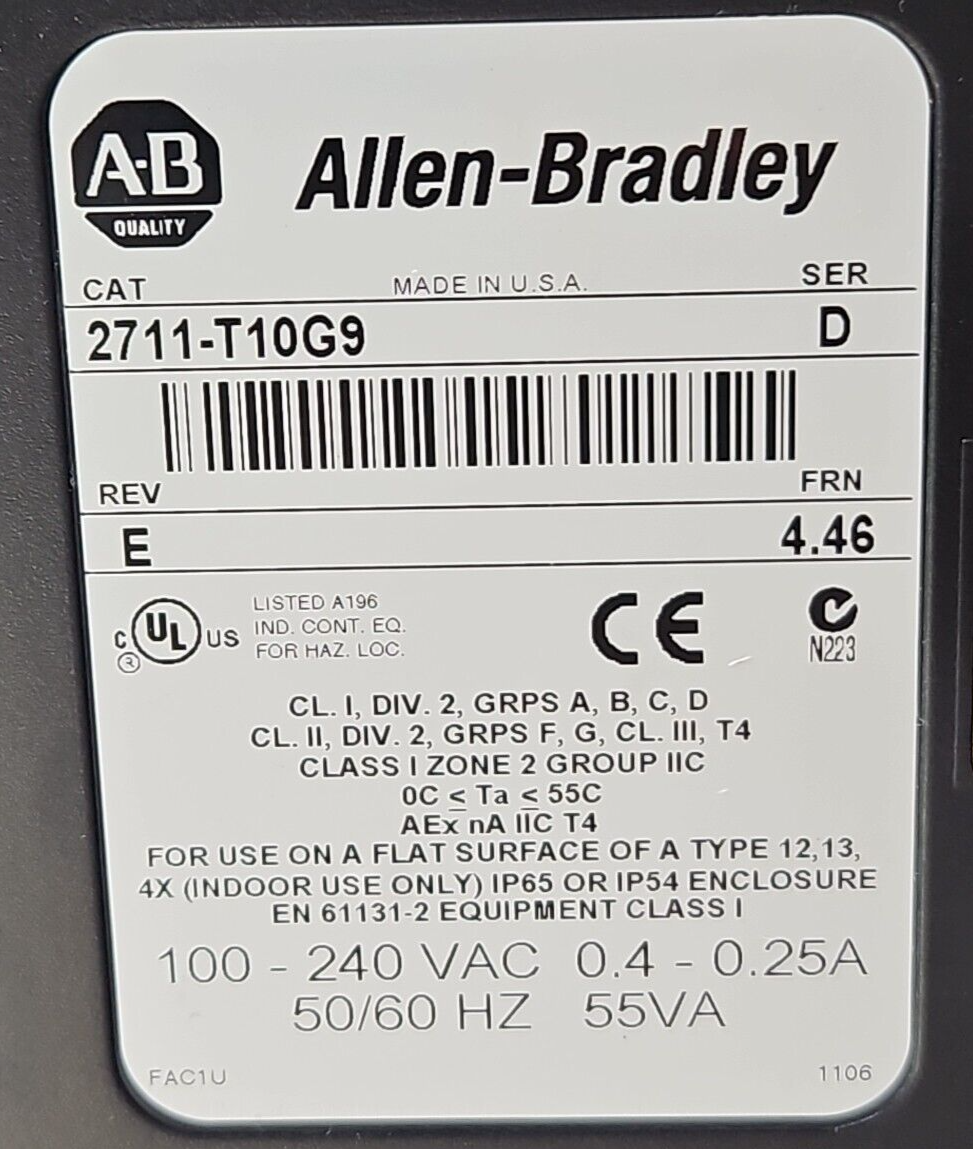 A-B
QUALITY
Allen-Bradley
CAT MADE IN U.S.A. SER
2711-T10G9 D
REV FRN
E 4.46
C UL US
®
LISTED A196
IND. CONT. EQ.
FOR HAZ. LOC.
CE
N223
CL. I, DIV. 2, GRPS A, B, C, D
CL. II, DIV. 2, GRPS F, G, CL. III, T4
CLASS I ZONE 2 GROUP IIC
0C ≤ Ta ≤ 55C
AEx nA IIC T4
FOR USE ON A FLAT SURFACE OF A TYPE 12,13,
4X (INDOOR USE ONLY) IP65 OR IP54 ENCLOSURE
EN 61131-2 EQUIPMENT CLASS I
100 - 240 VAC 0.4 - 0.25A
50/60 HZ 55VA
FAC1U 1106